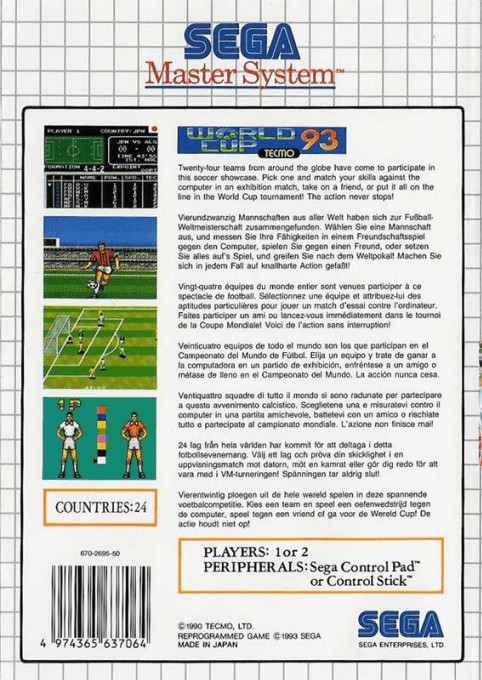 SEGA
Master System™
PLAYER 1 COUNTRY: JPN
JPN VS ALG
(0) - (0)
TIME 43'55
1ST. HAL
FORMATION 4-4-2
NAME POW. SPD. TEC
WORLD
CUP 93
TECMO
Twenty-four teams from around the globe have come to participate in
this soccer showcase. Pick one and match your skills against the
computer in an exhibition match, take on a friend, or put it all on the
line in the World Cup tournament! The action never stops!
Vierundzwanzig Mannschaften aus aller Welt haben sich zur Fußball-
Weltmeisterschaft zusammengefunden. Wählen Sie eine Mannschaft
aus, und messen Sie Ihre Fähigkeiten in einem Freundschaftsspiel
gegen den Computer, spielen Sie gegen einen Freund, oder setzen
Sie alles auf's Spiel, und greifen Sie nach dem Weltpokal! Machen Sie
sich in jedem Fall auf knallharte Action gefaßt!
Vingt-quatre équipes du monde entier sont venues participer à ce
spectacle de football. Sélectionnez une équipe et attribuez-lui des
aptitudes particulières pour jouer un match d'essai contre l'ordinateur.
Faites participer un ami ou lancez-vous immédiatement dans le tournoi
de la Coupe Mondiale! Voici de l'action sans interruption!
Veinticuatro equipos de todo el mundo son los que participan en el
Campeonato del Mundo de Fútbol. Elija un equipo y trate de ganar a
la computadora en un partido de exhibición, enfréntese a un amigo o
métase de lleno en el Campeonato del Mundo. La acción nunca cesa.
Ventiquattro squadre di tutto il mondo si sono radunate per partecipare
a questo avvenimento calcistico. Sceglietene una e misuratevi contro il
computer in una partita amichevole, battetevi con un amico o rischiate
tutto e partecipate al campionato mondiale. L'azione non finisce mai!
24 lag från hela världen har kommit för att deltaga i detta
fotbollsevenemang. Välj ett lag och pröva din skicklighet i en
uppvisningsmatch mot datorn, möt en kamrat eller gör dig redo för att
vara med i VM-turneringen! Spänningen tar aldrig slut!
Vierentwintig ploegen uit de hele wereld spelen in deze spannende
voetbalcompetitie. Kies een team en speel een oefenwedstrijd tegen
de computer, speel tegen een vriend of ga voor de Wereld Cup! De
actie houdt niet op!
1P
COUNTRIES: 24
PLAYERS: 1 or 2
PERIPHERALS: Sega Control Pad™
or Control Stick™
670-2695-50
4 974365 637064
©1990 TECMO, LTD.
REPROGRAMMED GAME ©1993 SEGA
MADE IN JAPAN
SEGA
SEGA ENTERPRISES, LTD